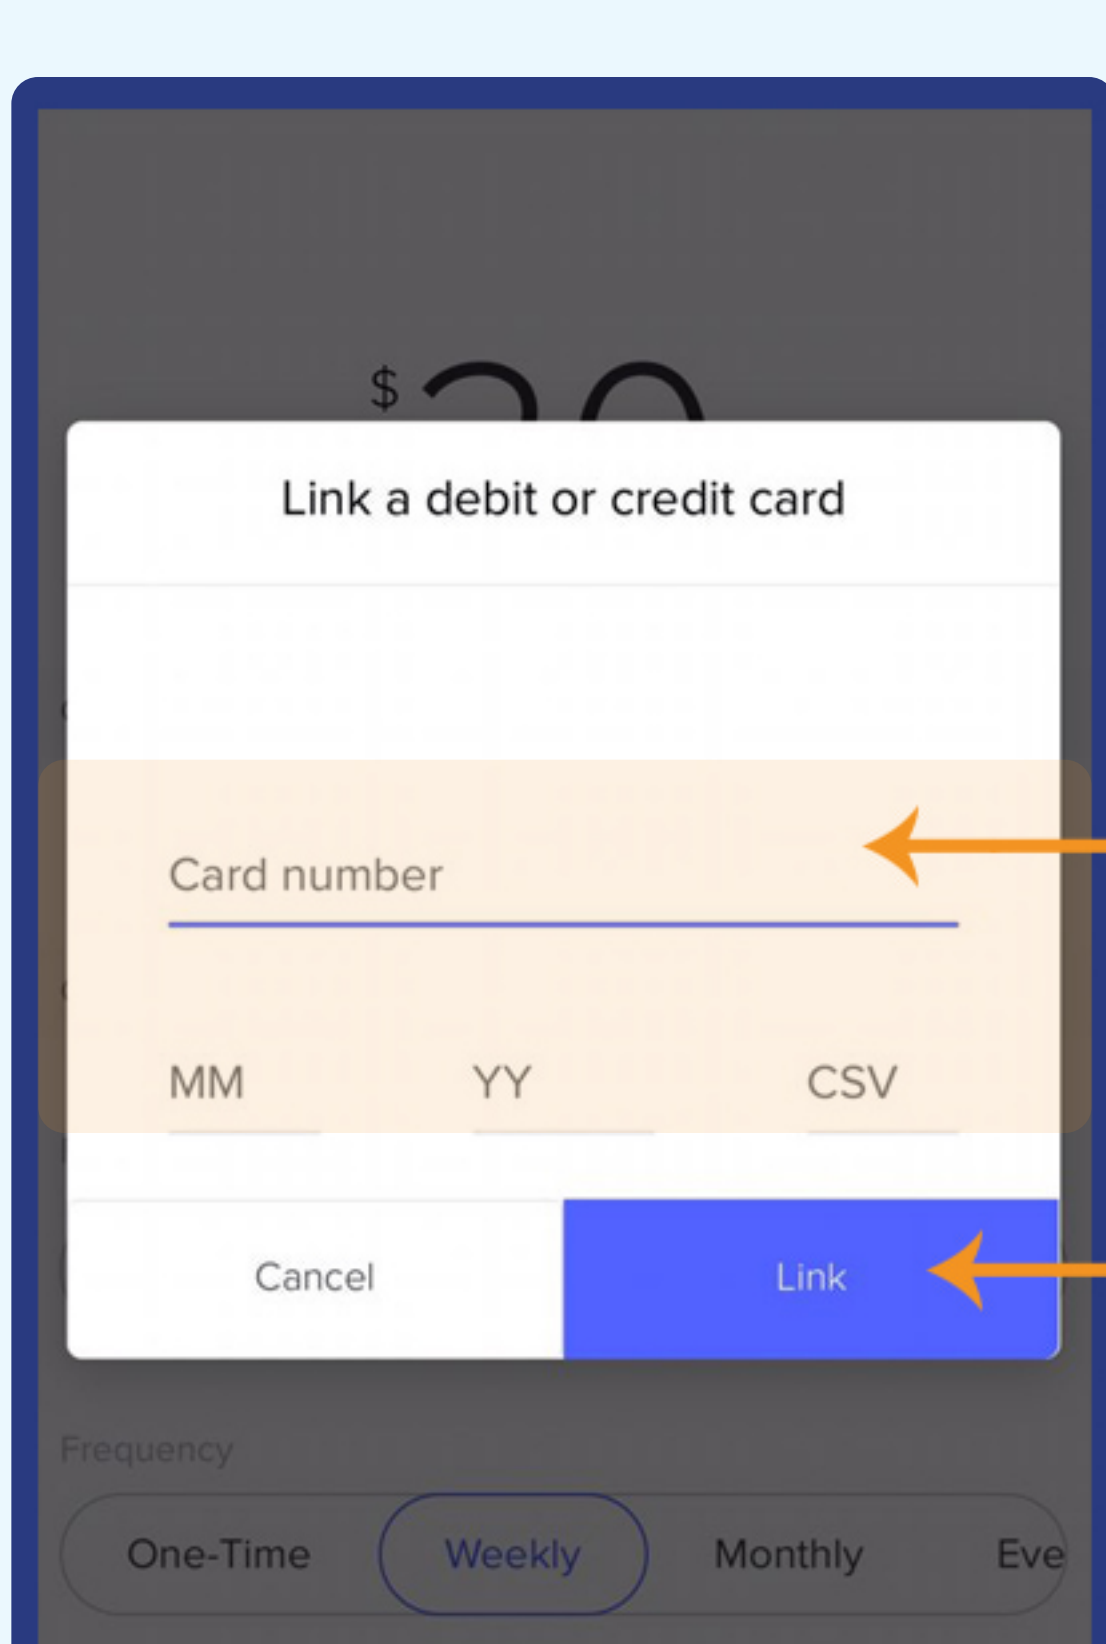 $
Link a debit or credit card
Card number
MM YY CSV
Cancel Link
Frequency
One-Time Weekly Monthly Eve